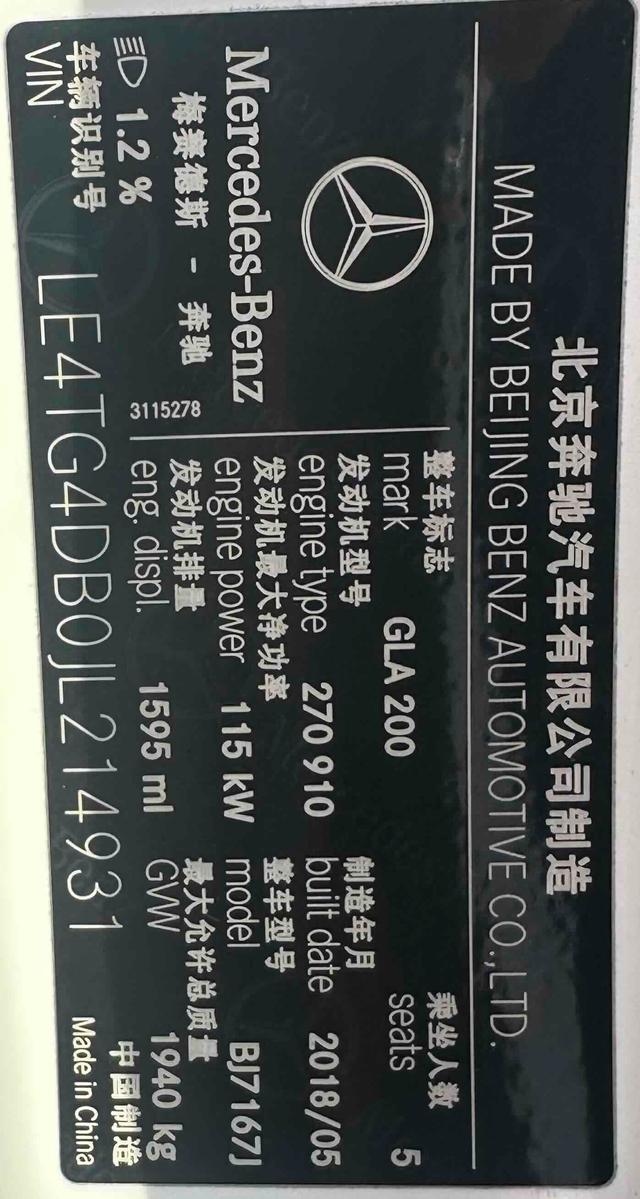 北京奔驰汽车有限公司制造
MADE BY BEIJING BENZ AUTOMOTIVE CO.,LTD.
Mercedes-Benz
梅赛德斯 - 奔驰
1.2 %
3115278
整车标志 乘坐人数
mark GLA 200 seats 5
发动机型号 制造年月
engine type 270 910 built date 2018/05
发动机最大净功率 整车型号
engine power 115 kW model BJ7167J
发动机排量 最大允许总质量
eng. displ. 1595 ml GVW 1940 kg
车辆识别号 中国制造
VIN LE4TG4DB0JL214931 Made in China